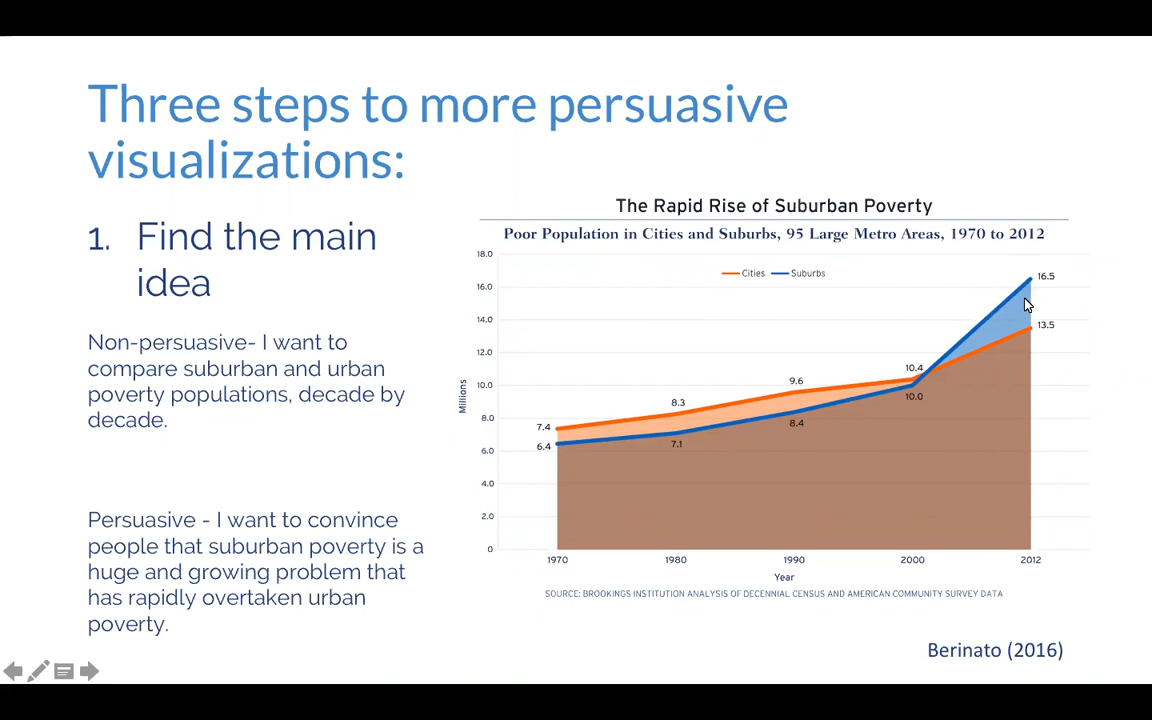 Three steps to more persuasive
visualizations:
1. Find the main
idea
Non-persuasive- I want to
compare suburban and urban
poverty populations, decade by
decade.
Persuasive - I want to convince
people that suburban poverty is a
huge and growing problem that
has rapidly overtaken urban
poverty.
The Rapid Rise of Suburban Poverty
Poor Population in Cities and Suburbs, 95 Large Metro Areas, 1970 to 2012
Cities Suburbs
Millions
18.0
16.0
14.0
12.0
10.0
8.0
6.0
4.0
2.0
0
7.4
8.3
9.6
10.4
13.5
6.4
7.1
8.4
10.0
16.5
1970 1980 1990 2000 2012
Year
SOURCE: BROOKINGS INSTITUTION ANALYSIS OF DECENNIAL CENSUS AND AMERICAN COMMUNITY SURVEY DATA
Berinato (2016)